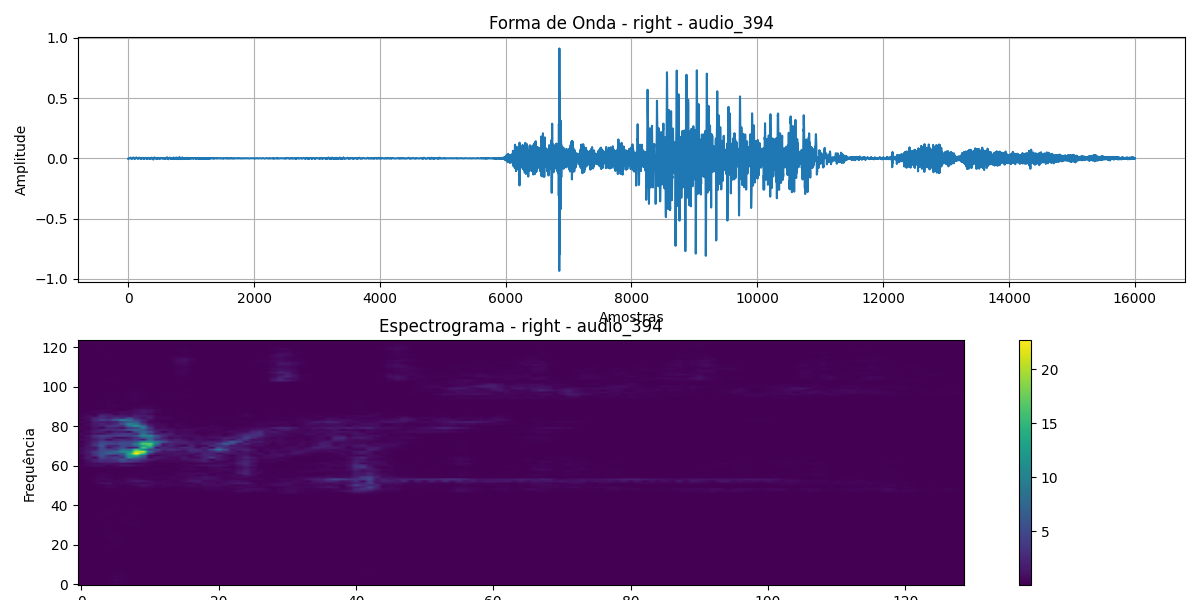 Forma de Onda - right - audio_394
1.0
0.5
0.0
−0.5
−1.0
Amplitude
0 2000 4000 6000 8000 10000 12000 14000 16000
Amostras
Espectrograma - right - audio_394
120
100
80
60
40
20
0
Frequência
0 20 40 60 80 100 120
20
15
10
5